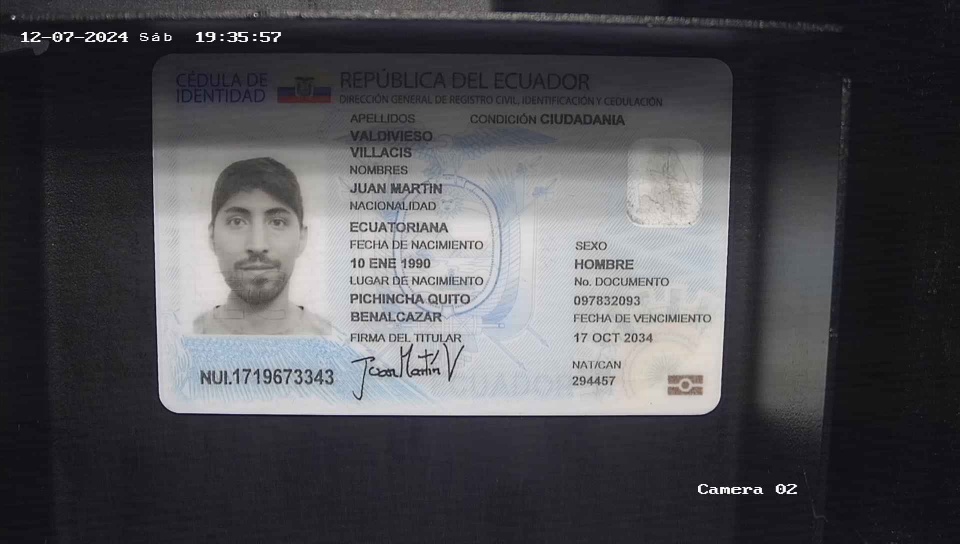 12-07-2024 Sáb 19:35:57
CÉDULA DE
IDENTIDAD
REPÚBLICA DEL ECUADOR
DIRECCIÓN GENERAL DE REGISTRO CIVIL, IDENTIFICACIÓN Y CEDULACIÓN
APELLIDOS
CONDICIÓN CIUDADANIA
VALDIVIESO
VILLACIS
NOMBRES
JUAN MARTIN
NACIONALIDAD
ECUATORIANA
FECHA DE NACIMIENTO
10 ENE 1990
LUGAR DE NACIMIENTO
PICHINCHA QUITO
BENALCAZAR
FIRMA DEL TITULAR
Juan Martín V
SEXO
HOMBRE
No. DOCUMENTO
097832093
FECHA DE VENCIMIENTO
17 OCT 2034
NAT/CAN
294457
NUI.1719673343
Camera 02